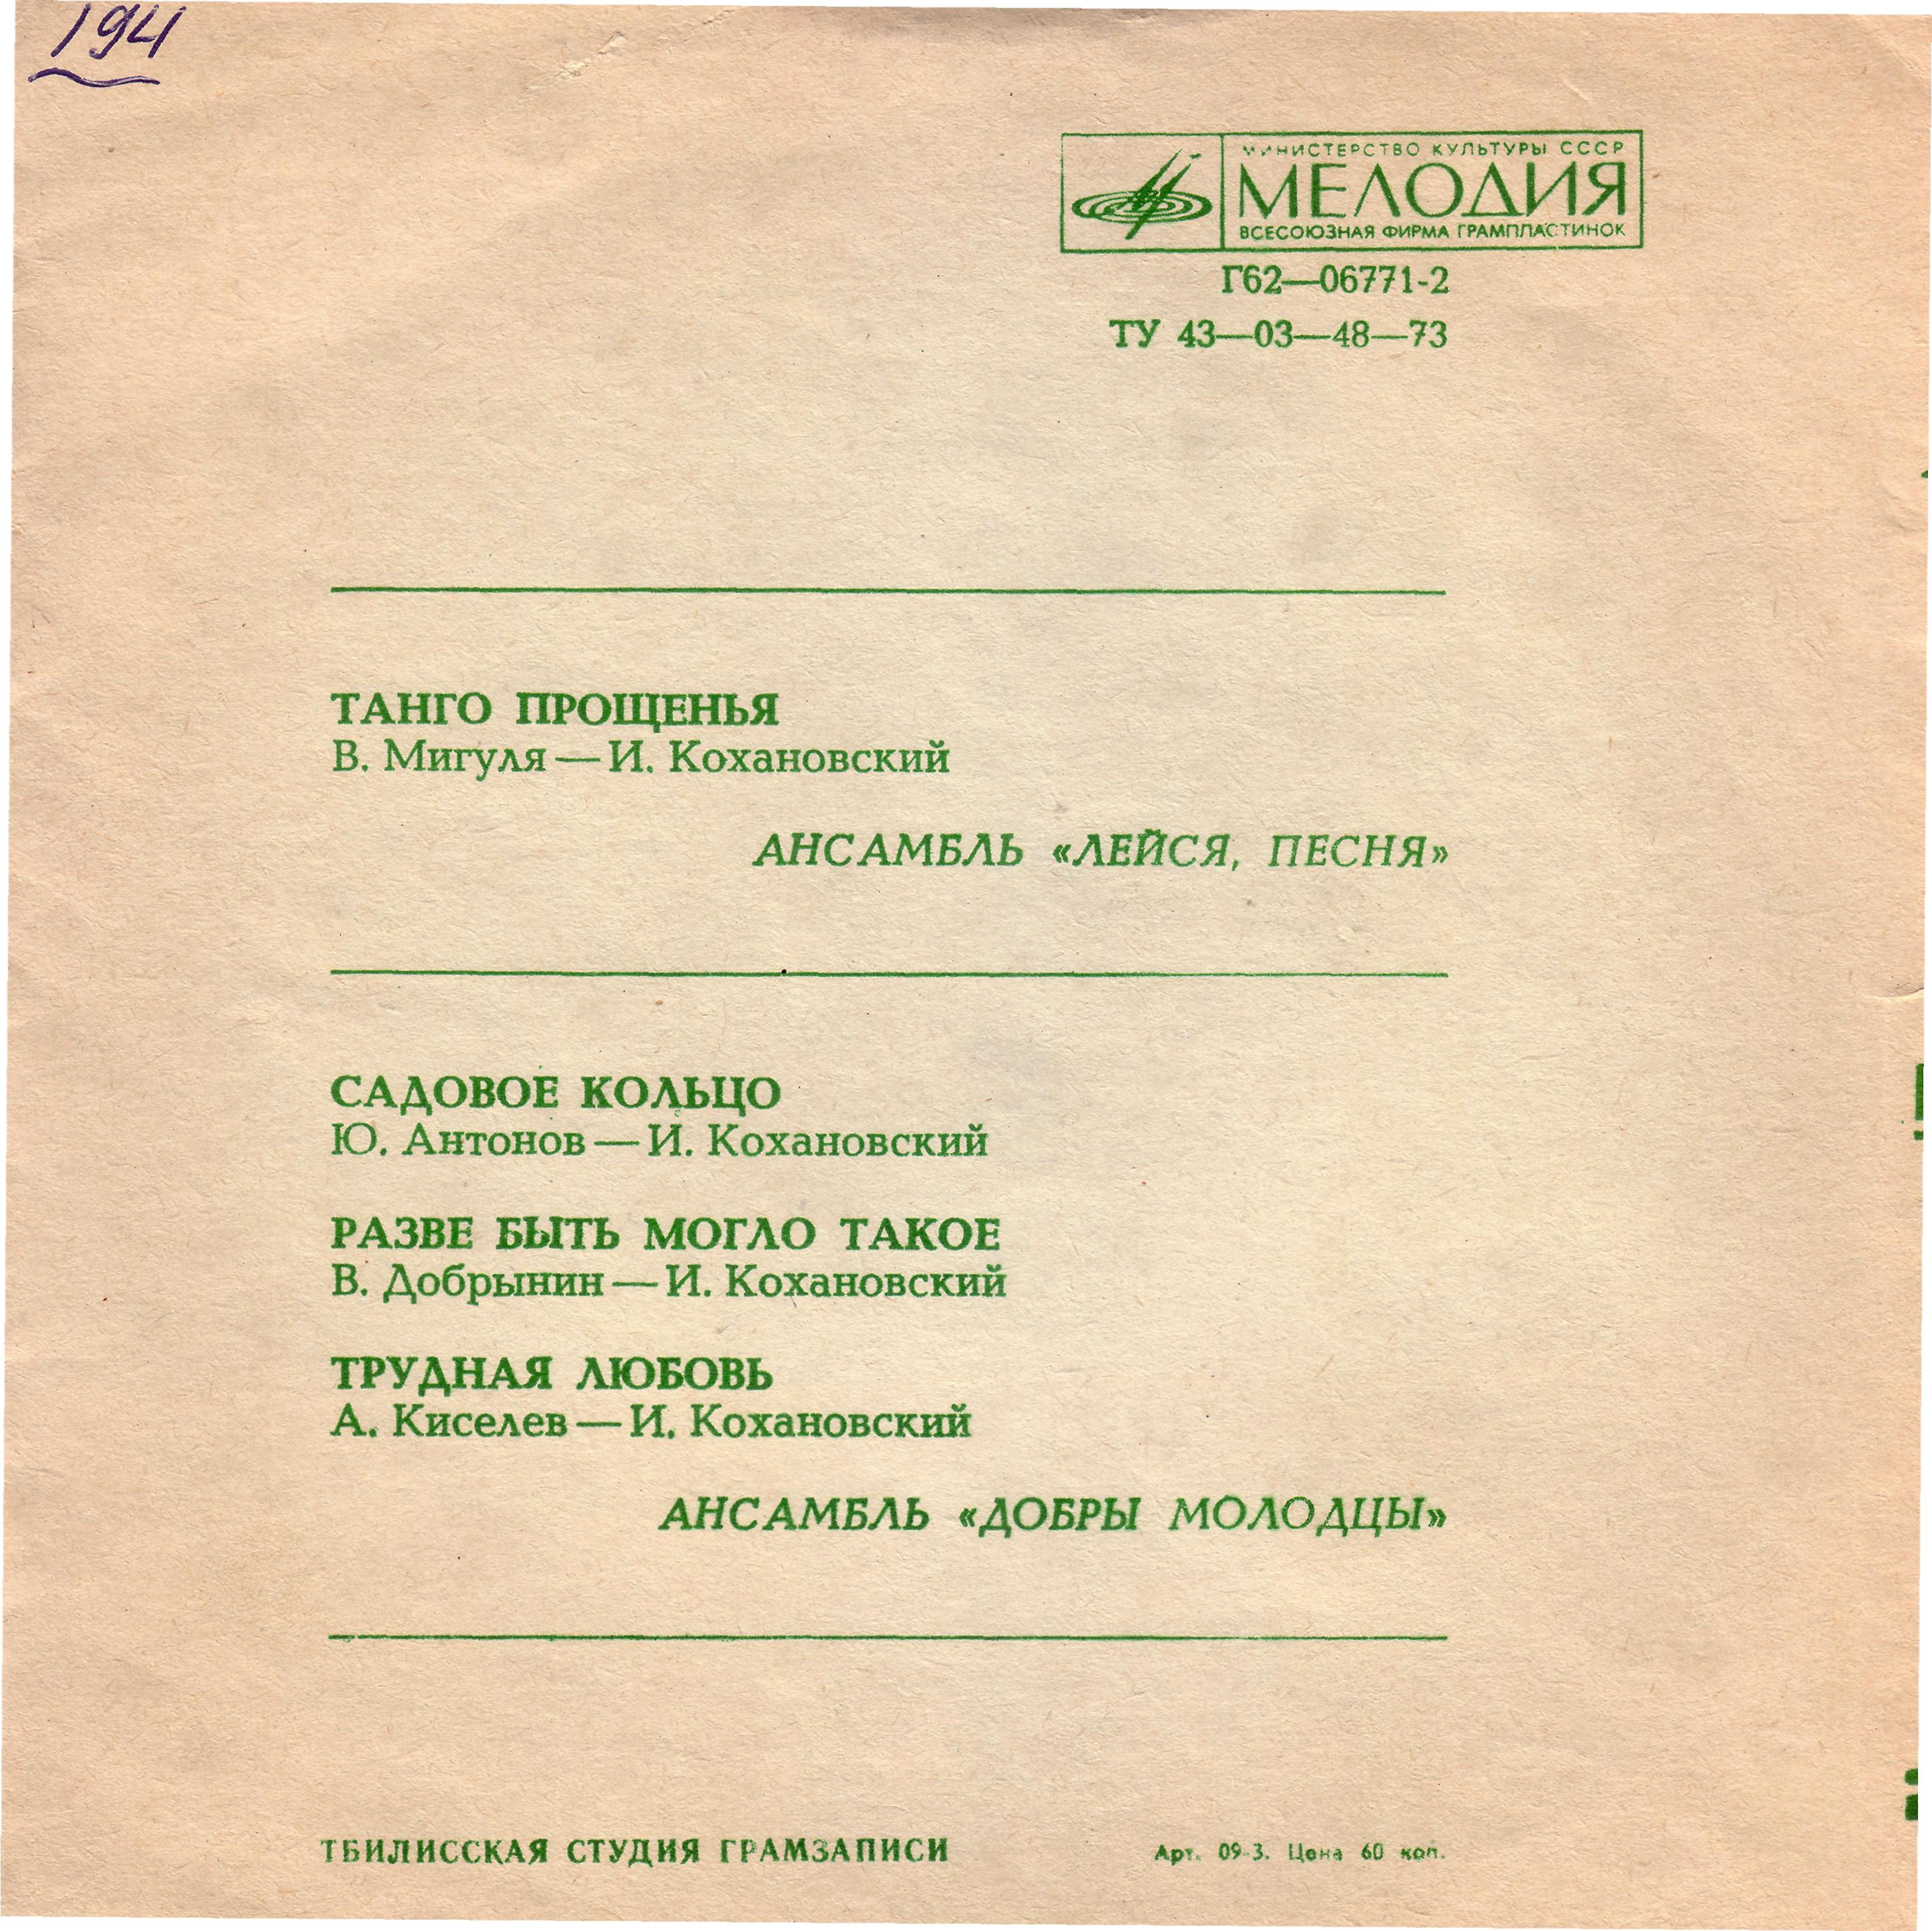 194
МИНИСТЕРСТВО КУЛЬТУРЫ СССР
МЕЛОДИЯ
ВСЕСОЮЗНАЯ ФИРМА ГРАМПЛАСТИНОК
Г62—06771-2
ТУ 43—03—48—73
ТАНГО ПРОЩЕНЬЯ
В. Мигуля — И. Кохановский
АНСАМБЛЬ «ЛЕЙСЯ, ПЕСНЯ»
САДОВОЕ КОЛЬЦО
Ю. Антонов — И. Кохановский
РАЗВЕ БЫТЬ МОГЛО ТАКОЕ
В. Добрынин — И. Кохановский
ТРУДНАЯ ЛЮБОВЬ
А. Киселев — И. Кохановский
АНСАМБЛЬ «ДОБРЫ МОЛОДЦЫ»
ТБИЛИССКАЯ СТУДИЯ ГРАМЗАПИСИ
Арт. 09-3. Цена 60 коп.